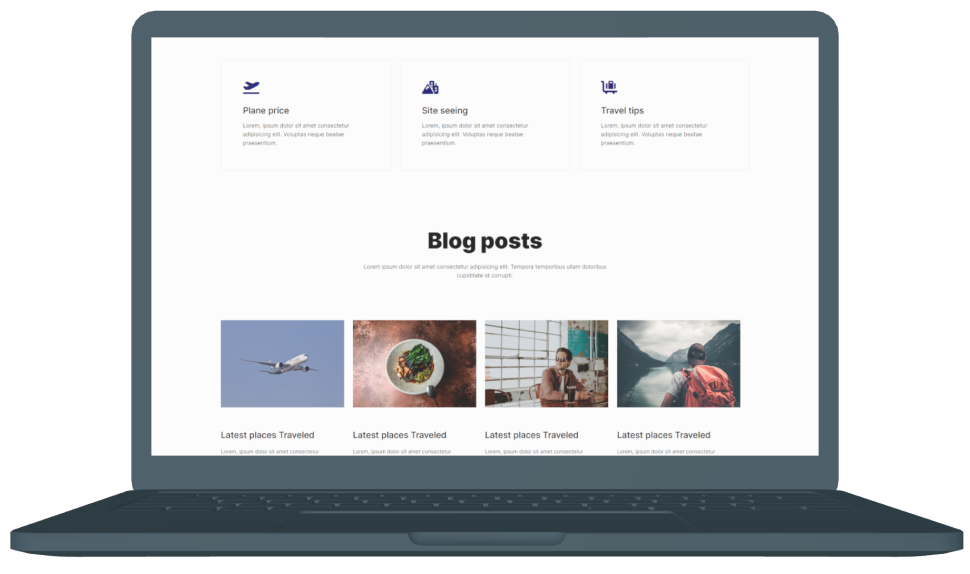 Plane price
Lorem, ipsum dolor sit amet consectetur
adipisicing elit. Voluptas neque beatae
praesentium.
Site seeing
Lorem, ipsum dolor sit amet consectetur
adipisicing elit. Voluptas neque beatae
praesentium.
Travel tips
Lorem, ipsum dolor sit amet consectetur
adipisicing elit. Voluptas neque beatae
praesentium.
Blog posts
Lorem ipsum dolor sit amet consectetur adipisicing elit. Tempora temporibus ullam doloribus
cupiditate id corrupti.
Latest places Traveled
Lorem, ipsum dolor sit amet consectetur
Latest places Traveled
Lorem, ipsum dolor sit amet consectetur
Latest places Traveled
Lorem, ipsum dolor sit amet consectetur
Latest places Traveled
Lorem, ipsum dolor sit amet consectetur